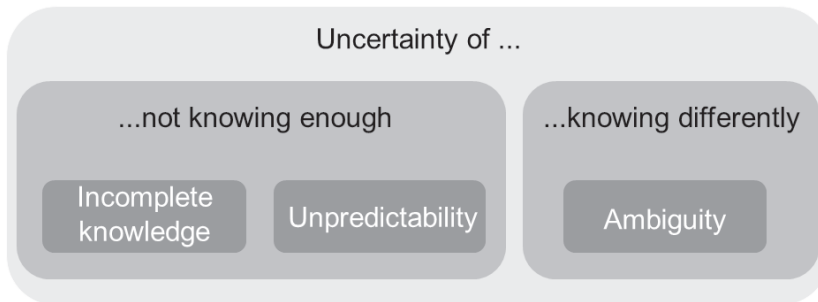 Uncertainty of ...
...not knowing enough
...knowing differently
Incomplete
knowledge
Unpredictability
Ambiguity